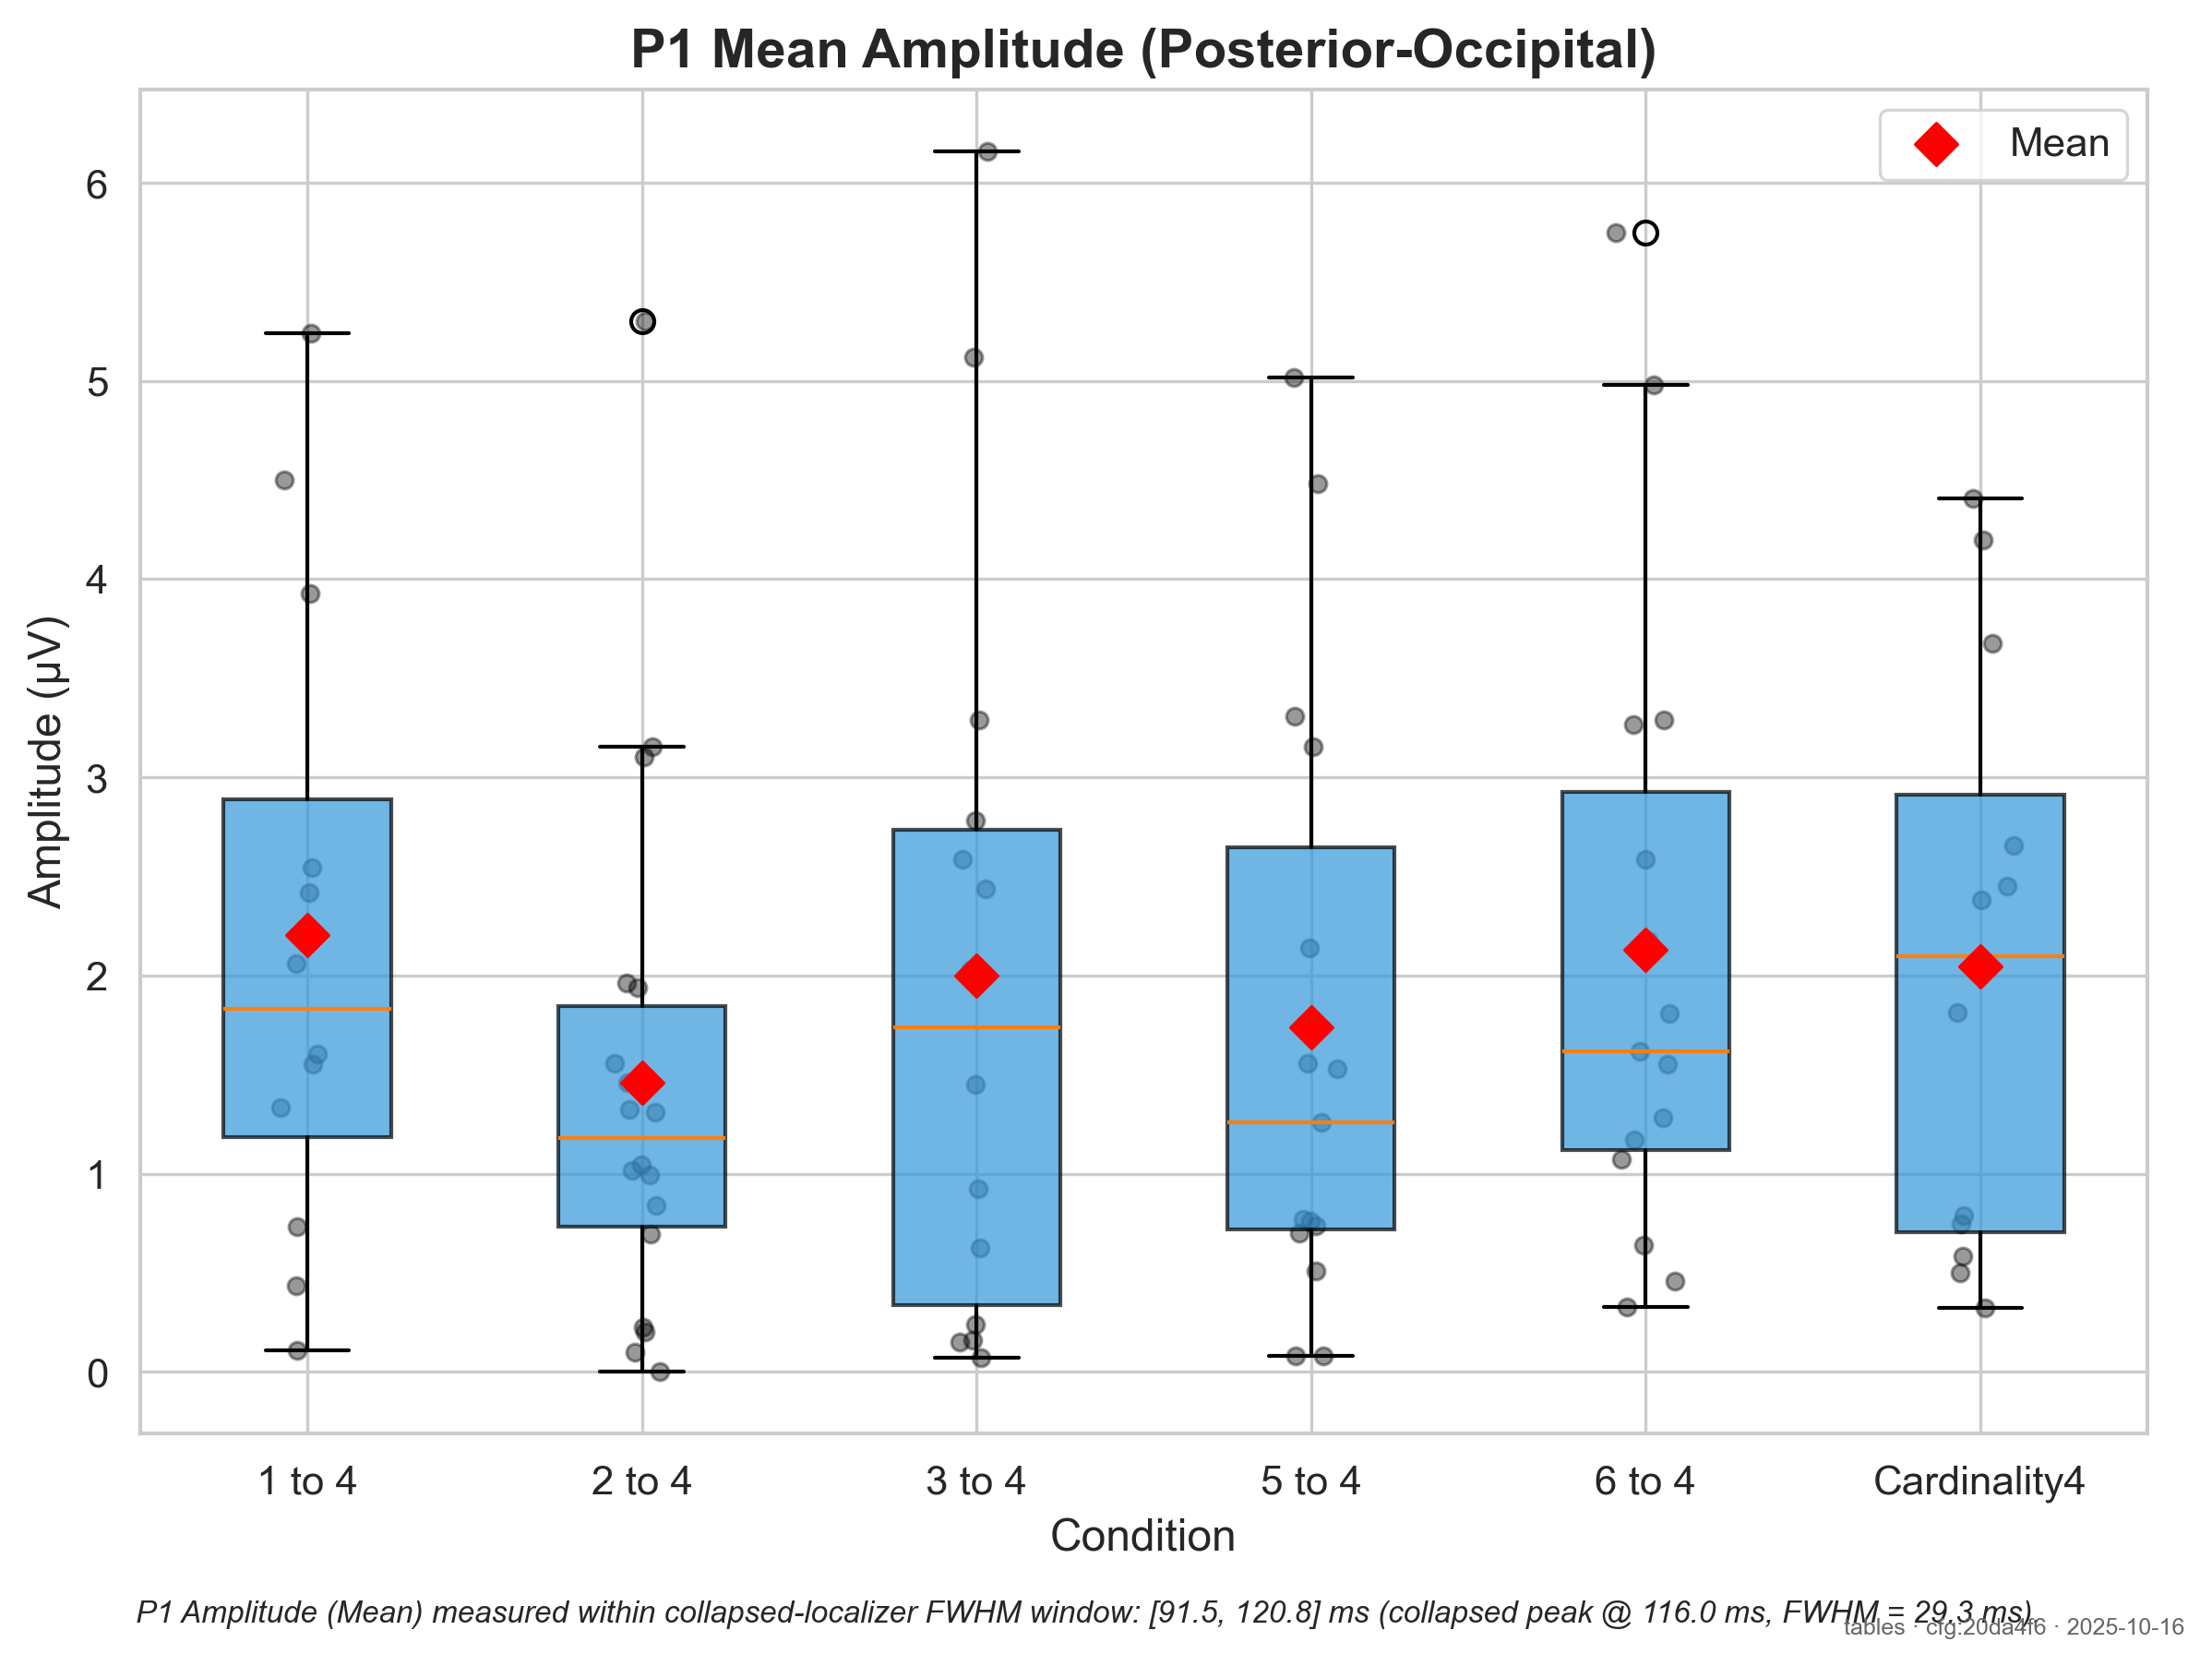 P1 Mean Amplitude (Posterior-Occipital)
Mean
6
5
4
3
2
1
0
Amplitude (µV)
1 to 4
2 to 4
3 to 4
5 to 4
6 to 4
Cardinality4
Condition
P1 Amplitude (Mean) measured within collapsed-localizer FWHM window: [91.5, 120.8] ms (collapsed peak @ 116.0 ms, FWHM = 29.3 ms)
tables · cfg:20da4f6 · 2025-10-16